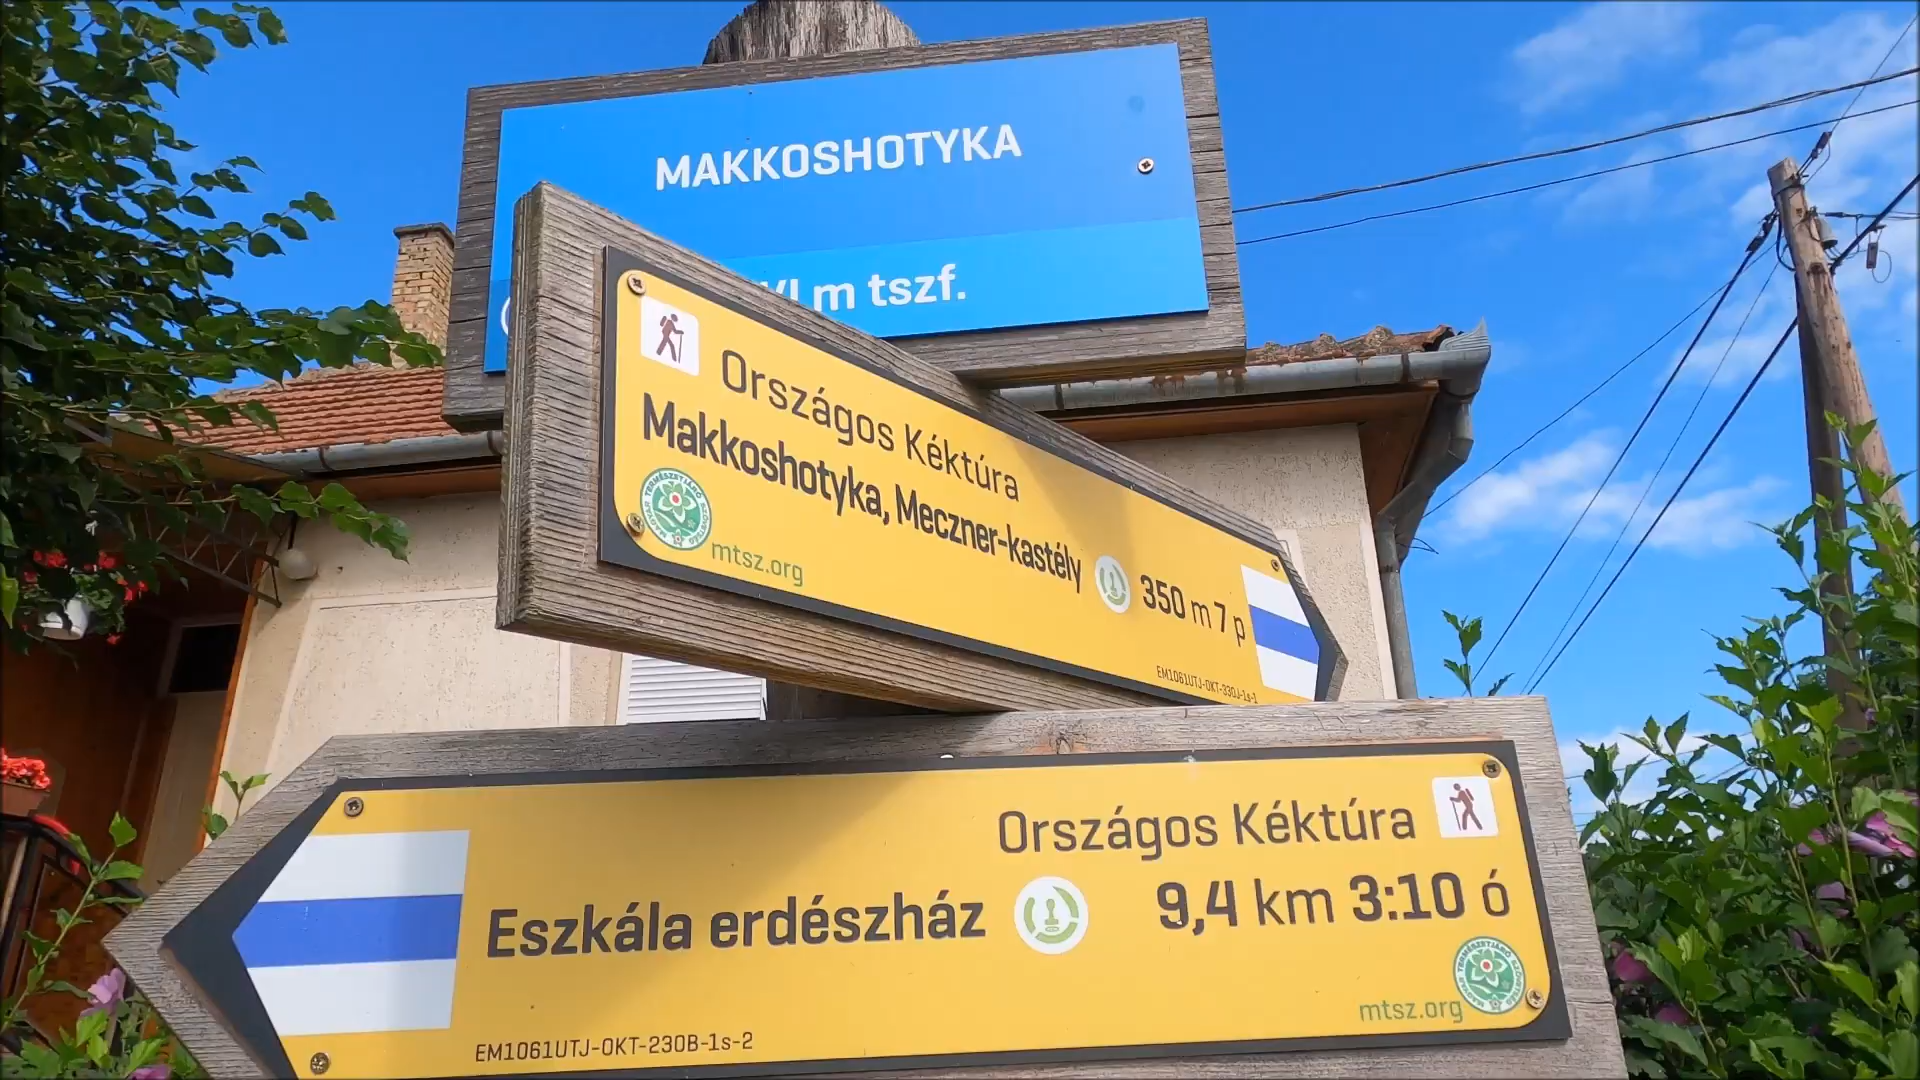 MAKKOSHOTYKA
m tszf.
Országos Kéktúra
Makkoshotyka, Meczner-kastély 350 m 7 p
mtsz.org
EM1061UTJ-OKT-330J-1s-1
Országos Kéktúra
Eszkála erdészház 9,4 km 3:10 ó
mtsz.org
EM1061UTJ-OKT-230B-1s-2